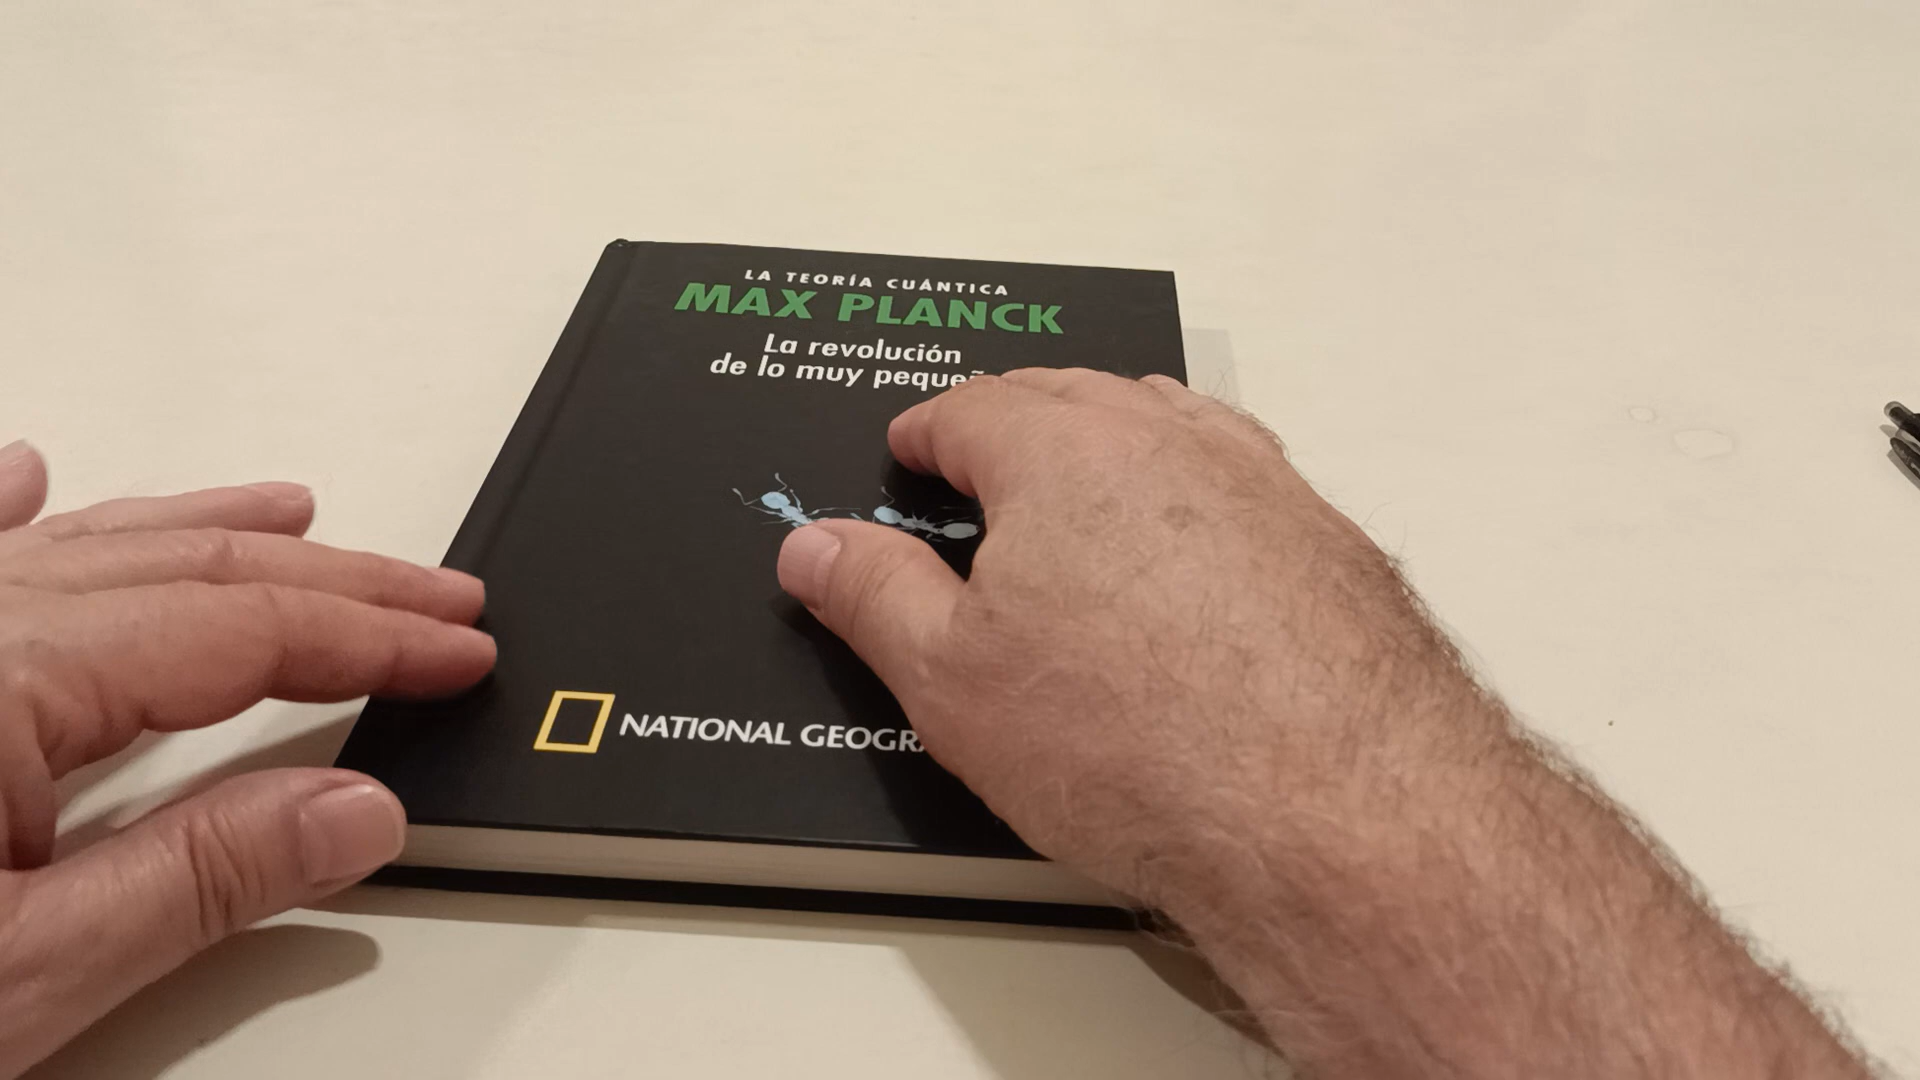 LA TEORÍA CUÁNTICA
MAX PLANCK
La revolución
de lo muy
NATIONAL